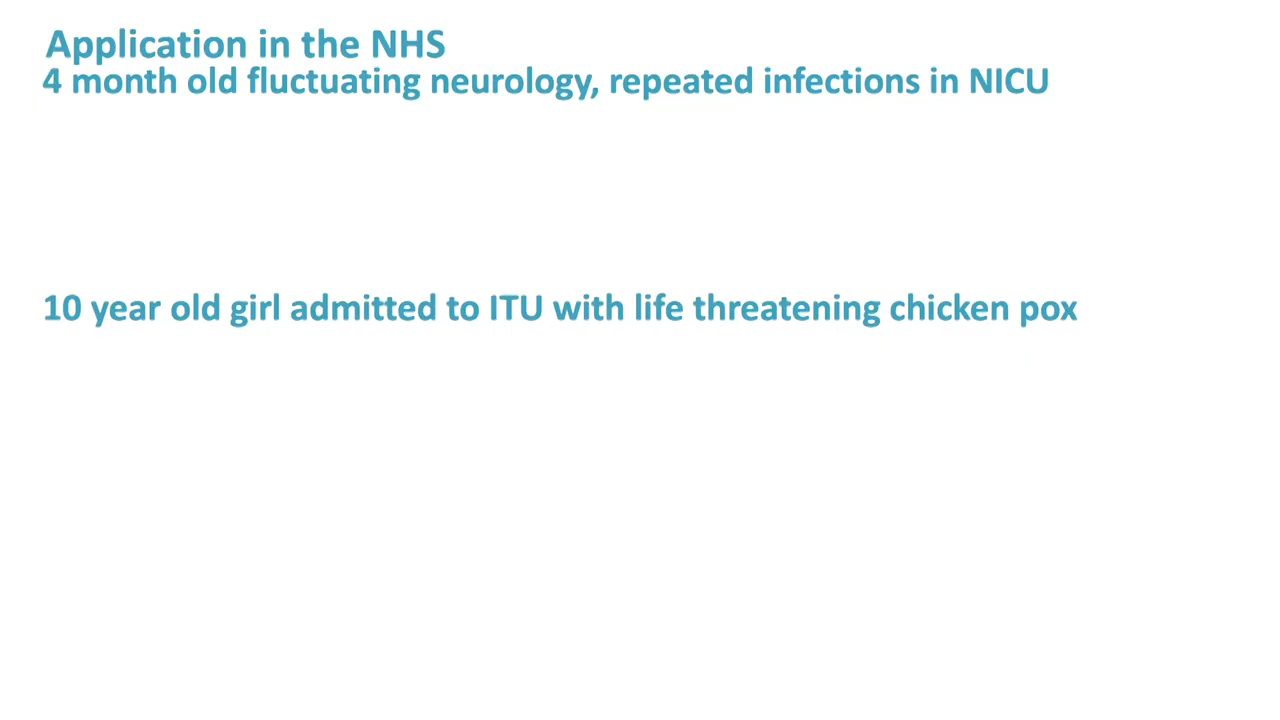 Application in the NHS
4 month old fluctuating neurology, repeated infections in NICU
10 year old girl admitted to ITU with life threatening chicken pox